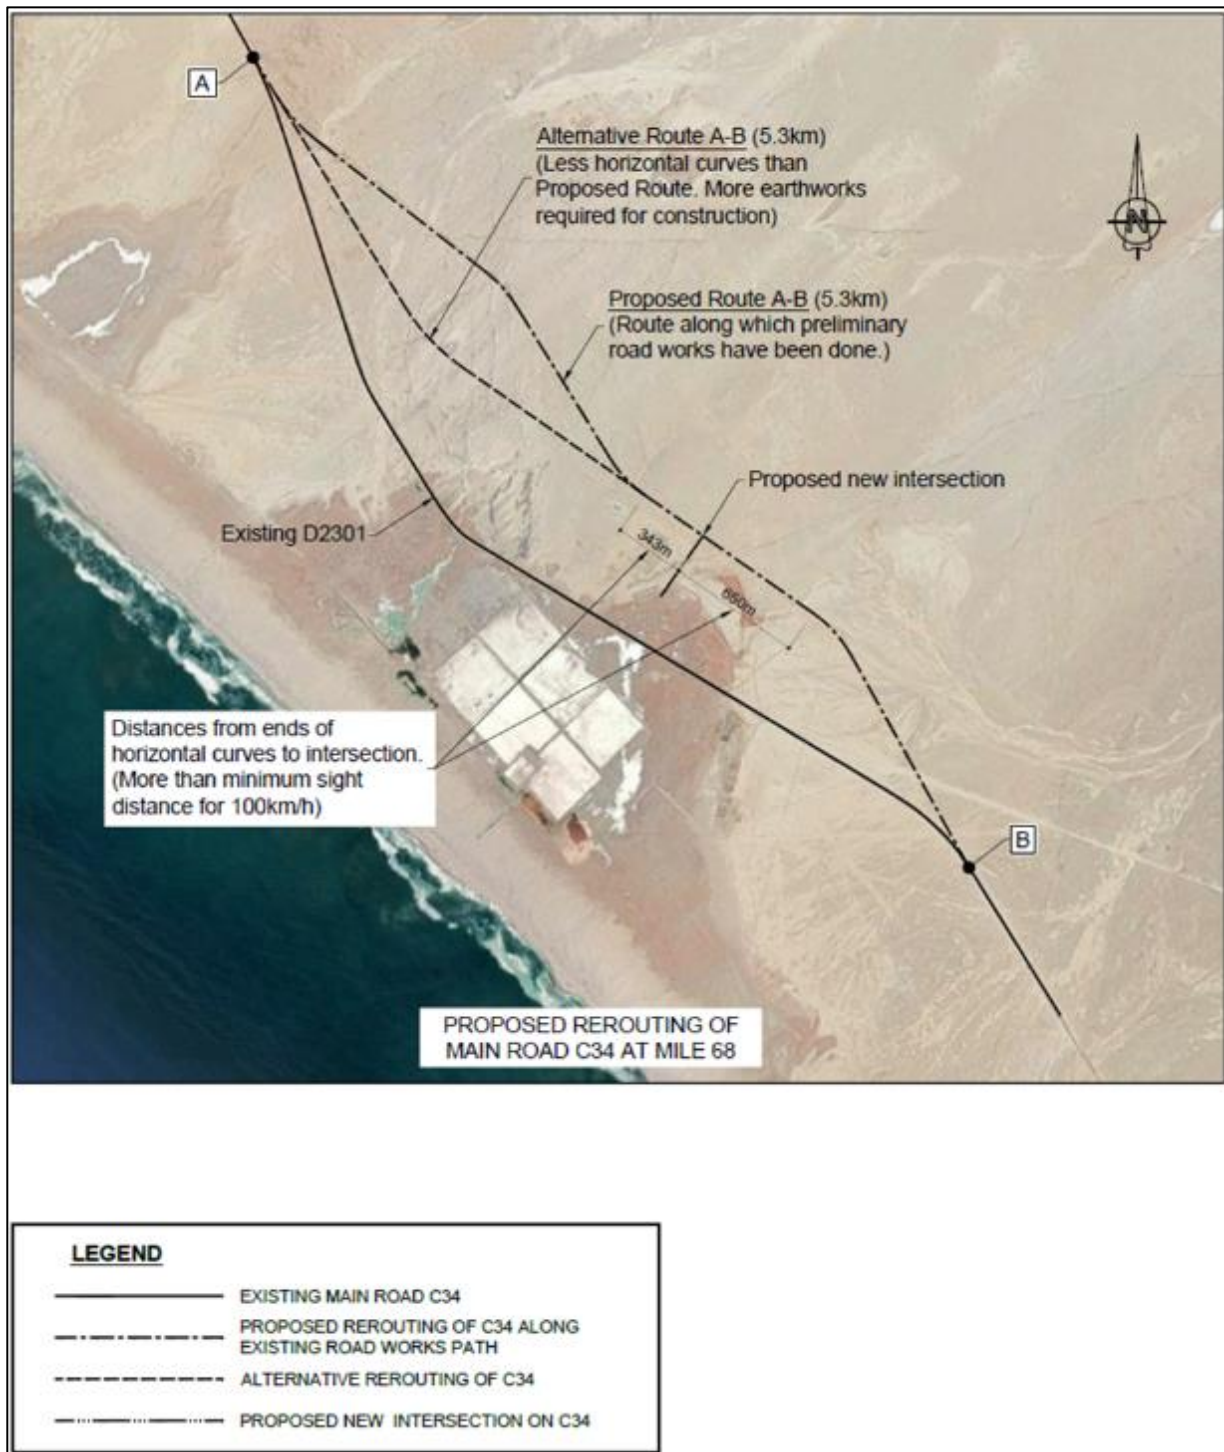 A
Alternative Route A-B (5.3km)
(Less horizontal curves than
Proposed Route. More earthworks
required for construction)
N
Proposed Route A-B (5.3km)
(Route along which preliminary
road works have been done.)
Proposed new intersection
Existing D2301
343m
650m
Distances from ends of
horizontal curves to intersection.
(More than minimum sight
distance for 100km/h)
B
PROPOSED REROUTING OF
MAIN ROAD C34 AT MILE 68
LEGEND
EXISTING MAIN ROAD C34
PROPOSED REROUTING OF C34 ALONG
EXISTING ROAD WORKS PATH
ALTERNATIVE REROUTING OF C34
PROPOSED NEW INTERSECTION ON C34